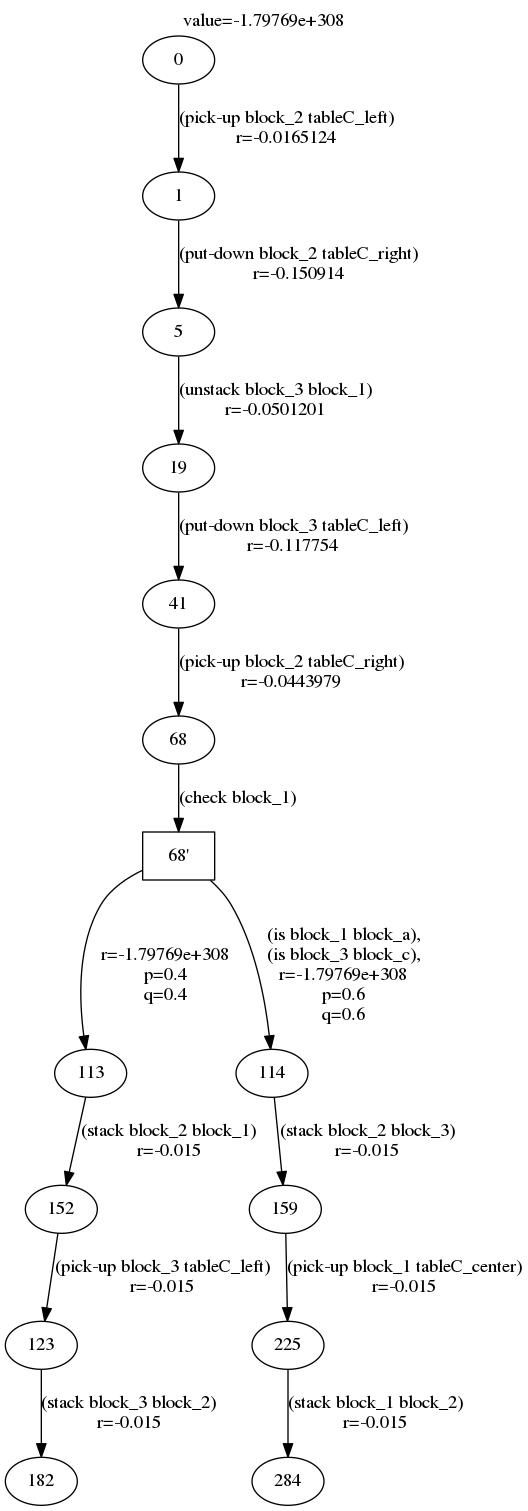 value=-1.79769e+308
0
(pick-up block_2 tableC_left)
r=-0.0165124
1
(put-down block_2 tableC_right)
r=-0.150914
5
(unstack block_3 block_1)
r=-0.0501201
19
(put-down block_3 tableC_left)
r=-0.117754
41
(pick-up block_2 tableC_right)
r=-0.0443979
68
(check block_1)
68'
r=-1.79769e+308
p=0.4
q=0.4
(is block_1 block_a),
(is block_3 block_c),
r=-1.79769e+308
p=0.6
q=0.6
113
114
(stack block_2 block_1)
r=-0.015
(stack block_2 block_3)
r=-0.015
152
159
(pick-up block_3 tableC_left)
r=-0.015
(pick-up block_1 tableC_center)
r=-0.015
123
225
(stack block_3 block_2)
r=-0.015
(stack block_1 block_2)
r=-0.015
182
284